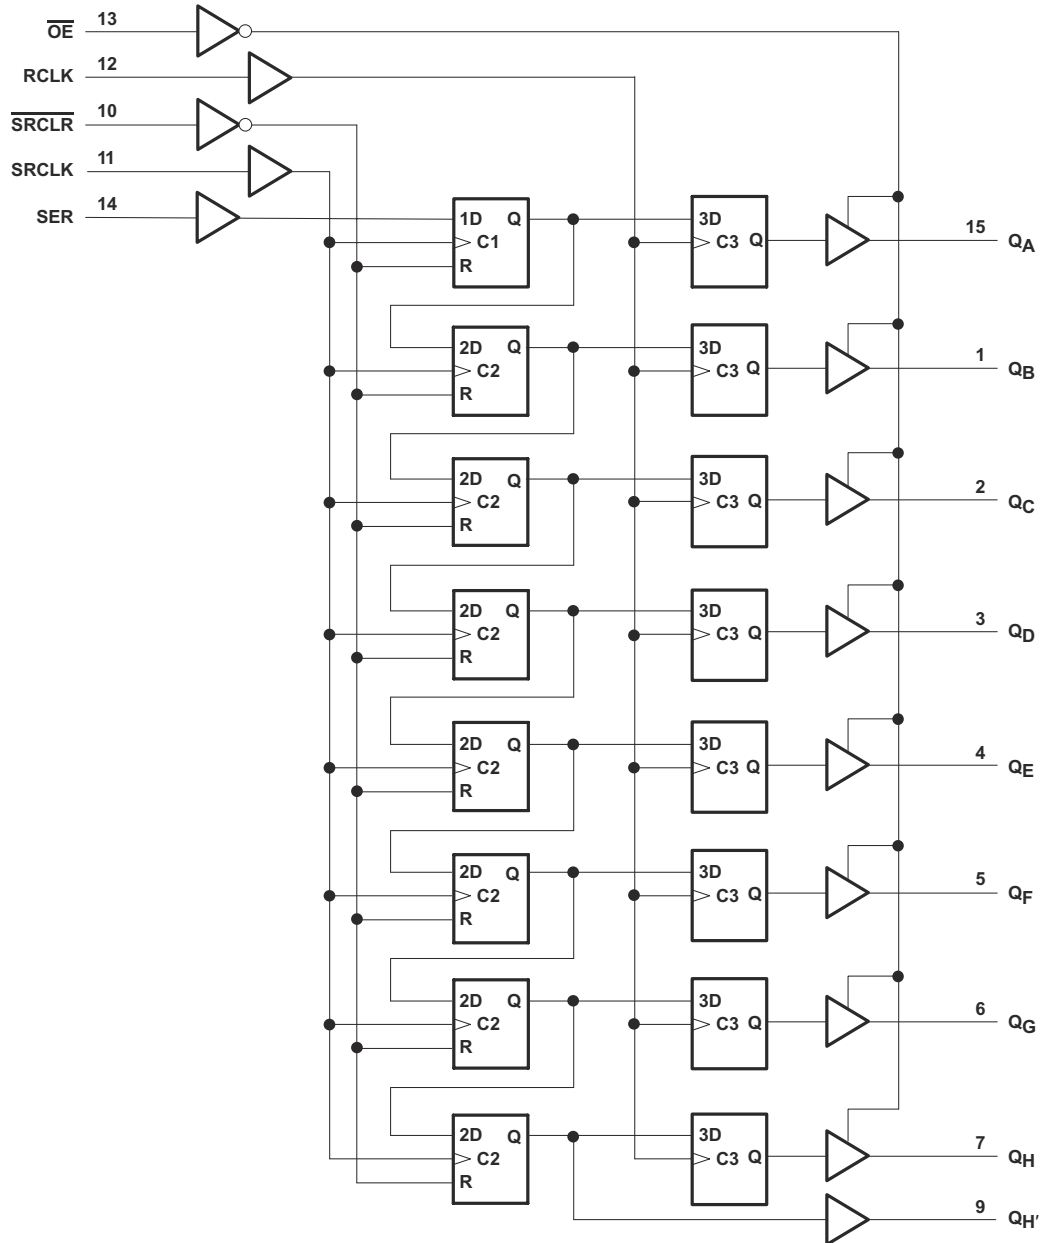 OE 13
RCLK 12
SRCLR 10
SRCLK 11
SER 14
1D Q 3D
C1 C3 Q 15 QA
R
2D Q 3D
C2 C3 Q 1 QB
R
2D Q 3D
C2 C3 Q 2 QC
R
2D Q 3D
C2 C3 Q 3 QD
R
2D Q 3D
C2 C3 Q 4 QE
R
2D Q 3D
C2 C3 Q 5 QF
R
2D Q 3D
C2 C3 Q 6 QG
R
2D Q 3D
C2 C3 Q 7 QH
R
9 QH′